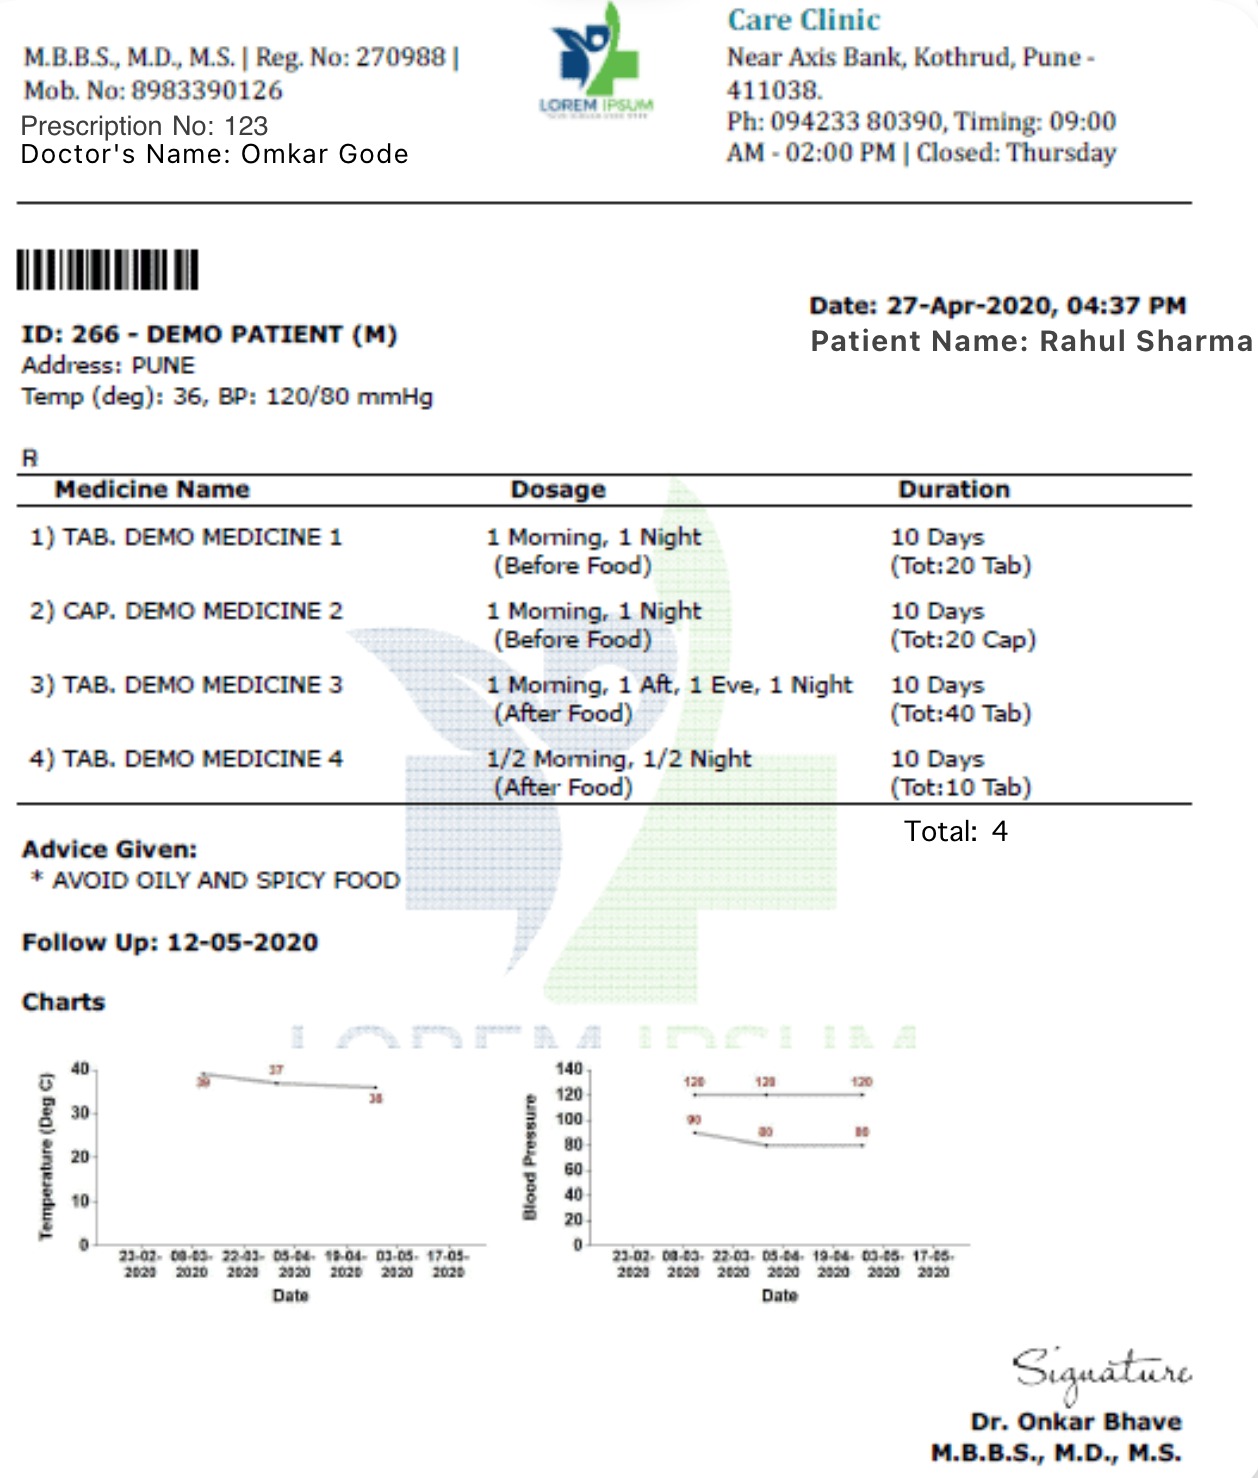 M.B.B.S., M.D., M.S. | Reg. No: 270988 |
Mob. No: 8983390126
Prescription No: 123
Doctor's Name: Omkar Gode
LOREM IPSUM
Care Clinic
Near Axis Bank, Kothrud, Pune -
411038.
Ph: 094233 80390, Timing: 09:00
AM - 02:00 PM | Closed: Thursday
Date: 27-Apr-2020, 04:37 PM
Patient Name: Rahul Sharma
ID: 266 - DEMO PATIENT (M)
Address: PUNE
Temp (deg): 36, BP: 120/80 mmHg
R
Medicine Name Dosage Duration
1) TAB. DEMO MEDICINE 1 1 Morning, 1 Night 10 Days
(Before Food) (Tot:20 Tab)
2) CAP. DEMO MEDICINE 2 1 Morning, 1 Night 10 Days
(Before Food) (Tot:20 Cap)
3) TAB. DEMO MEDICINE 3 1 Morning, 1 Aft, 1 Eve, 1 Night 10 Days
(After Food) (Tot:40 Tab)
4) TAB. DEMO MEDICINE 4 1/2 Morning, 1/2 Night 10 Days
(After Food) (Tot:10 Tab)
Total: 4
Advice Given:
* AVOID OILY AND SPICY FOOD
Follow Up: 12-05-2020
Charts
LOREM IPSUM
Temperature (Deg C)
40
30
20
10
0
39 37 36
23-02-2020 08-03-2020 22-03-2020 05-04-2020 19-04-2020 03-05-2020 17-05-2020
Date
Blood Pressure
140
120
100
80
60
40
20
0
120 120 120
90 80 80
23-02-2020 08-03-2020 22-03-2020 05-04-2020 19-04-2020 03-05-2020 17-05-2020
Date
Signature
Dr. Onkar Bhave
M.B.B.S., M.D., M.S.